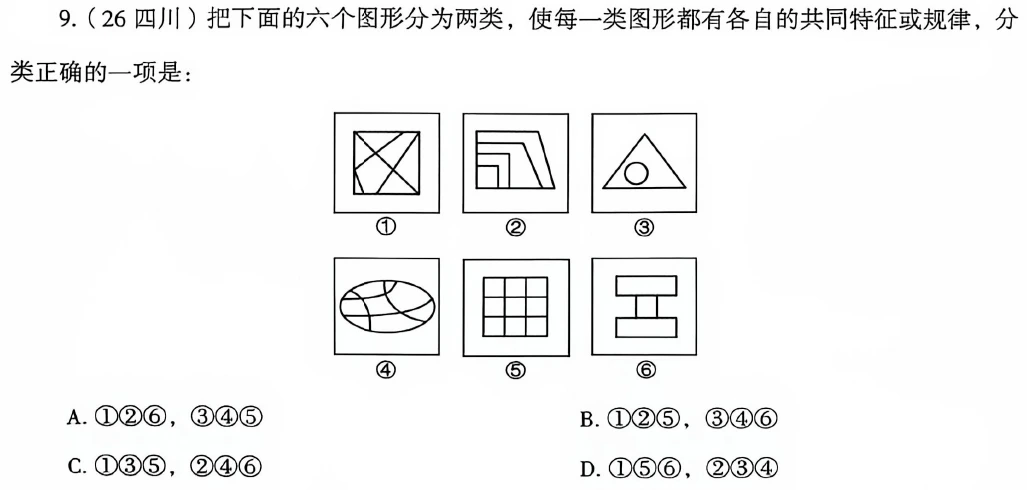 9.（26 四川）把下面的六个图形分为两类，使每一类图形都有各自的共同特征或规律，分
类正确的一项是：
① ② ③
④ ⑤ ⑥
A. ①②⑥，③④⑤ B. ①②⑤，③④⑥
C. ①③⑤，②④⑥ D. ①⑤⑥，②③④